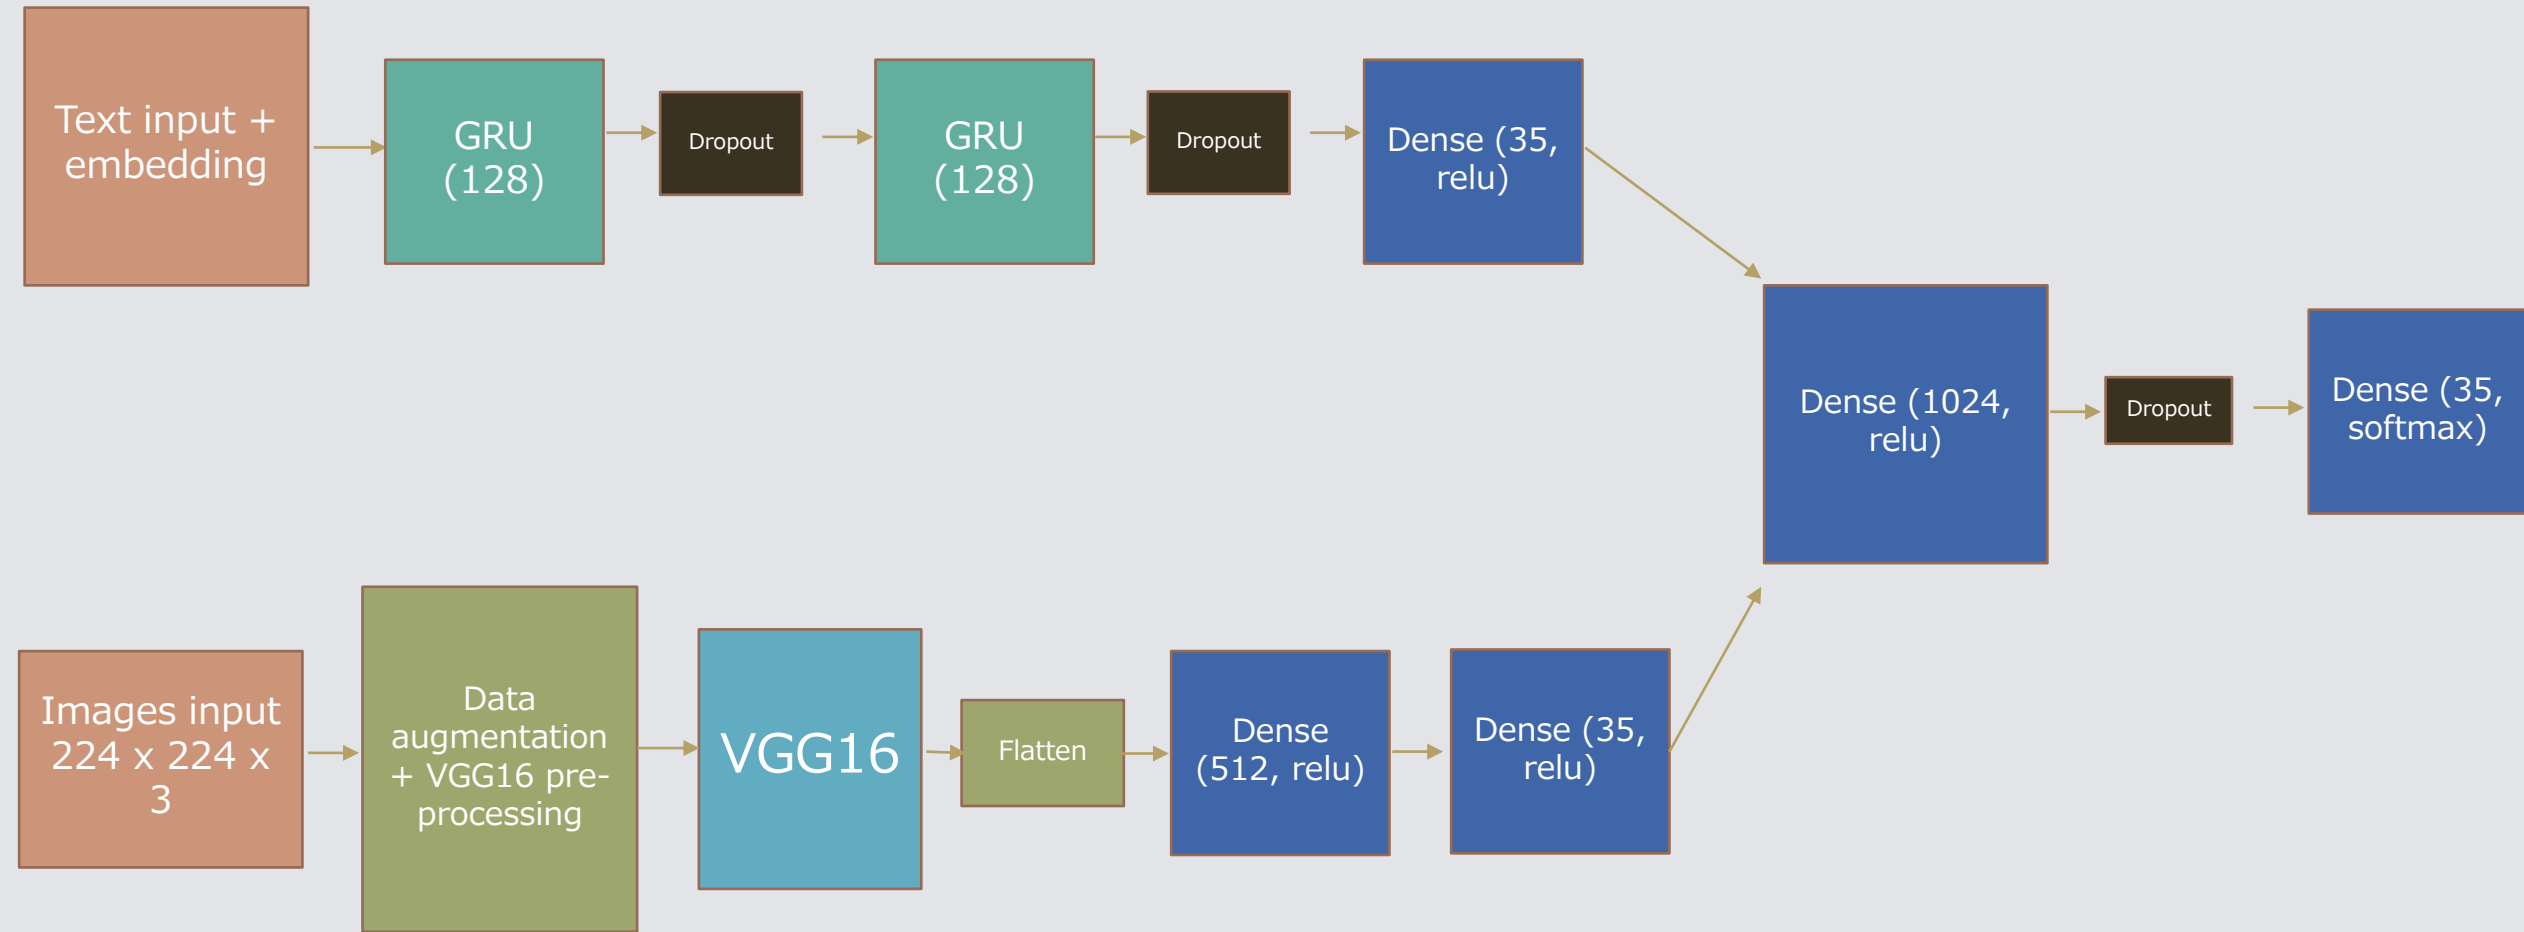 Text input +
embedding
GRU
(128)
Dropout
GRU
(128)
Dropout
Dense (35,
relu)
Dense (1024,
relu)
Dropout
Dense (35,
softmax)
Images input
224 x 224 x
3
Data
augmentation
+ VGG16 pre-
processing
VGG16
Flatten
Dense
(512, relu)
Dense (35,
relu)